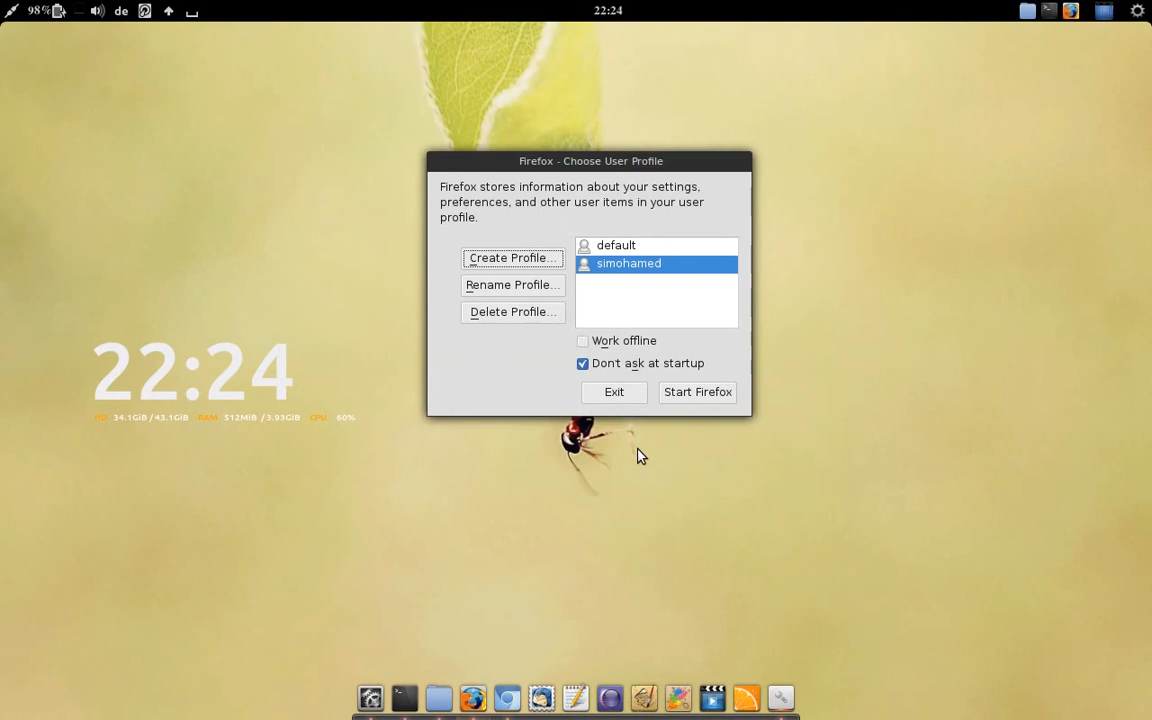 98% de 22:24
Firefox - Choose User Profile
Firefox stores information about your settings,
preferences, and other user items in your user
profile.
default
Create Profile...
simohamed
Rename Profile...
Delete Profile...
Work offline
Don't ask at startup
Exit Start Firefox
22:24
HD 34.1GiB /43.1GiB RAM 512MiB /3.93GiB CPU 60%